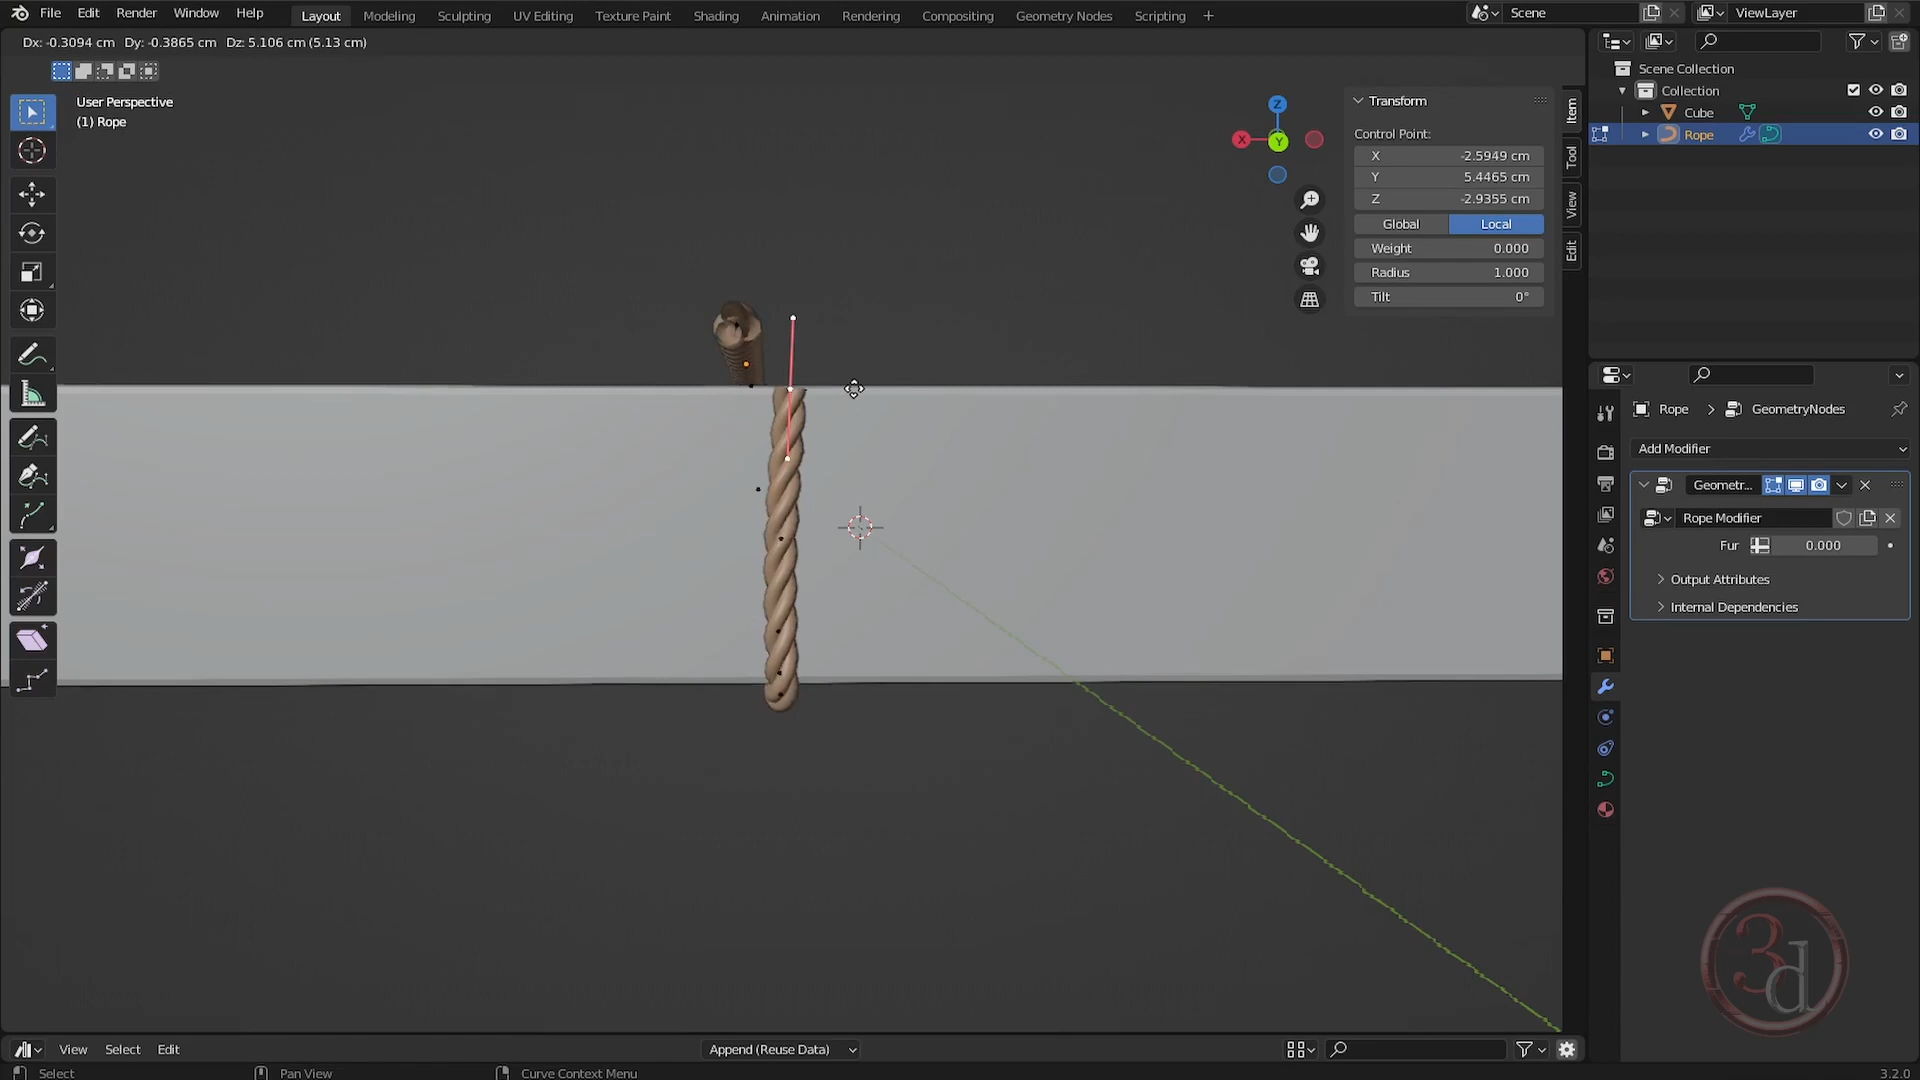 File Edit Render Window Help Layout Modeling Sculpting UV Editing Texture Paint Shading Animation Rendering Compositing Geometry Nodes Scripting + Scene ViewLayer
Dx: -0.3094 cm Dy: -0.3865 cm Dz: 5.106 cm (5.13 cm)
User Perspective
(1) Rope
Z
X
Y
Transform
Control Point:
X -2.5949 cm
Y 5.4465 cm
Z -2.9355 cm
Global Local
Weight 0.000
Radius 1.000
Tilt 0°
Item
Tool
View
Edit
Scene Collection
Collection
Cube
Rope
Rope > GeometryNodes
Add Modifier
Geometr...
Rope Modifier
Fur 0.000
Output Attributes
Internal Dependencies
3d
View Select Edit Append (Reuse Data)
Select Pan View Curve Context Menu 3.2.0